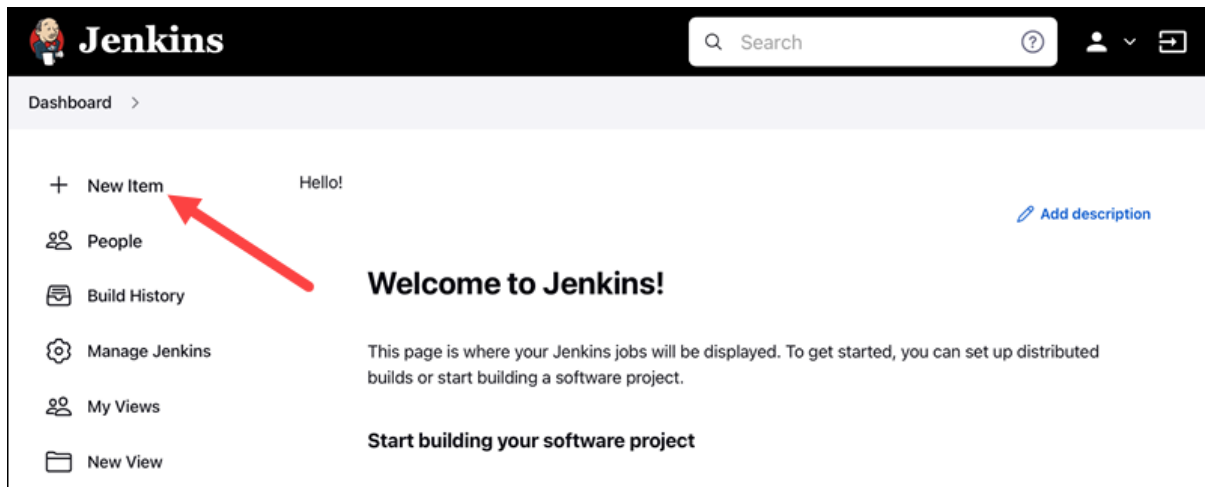 Jenkins
Search
Dashboard
New Item
Hello!
Add description
People
Build History
Manage Jenkins
My Views
New View
Welcome to Jenkins!
This page is where your Jenkins jobs will be displayed. To get started, you can set up distributed
builds or start building a software project.
Start building your software project